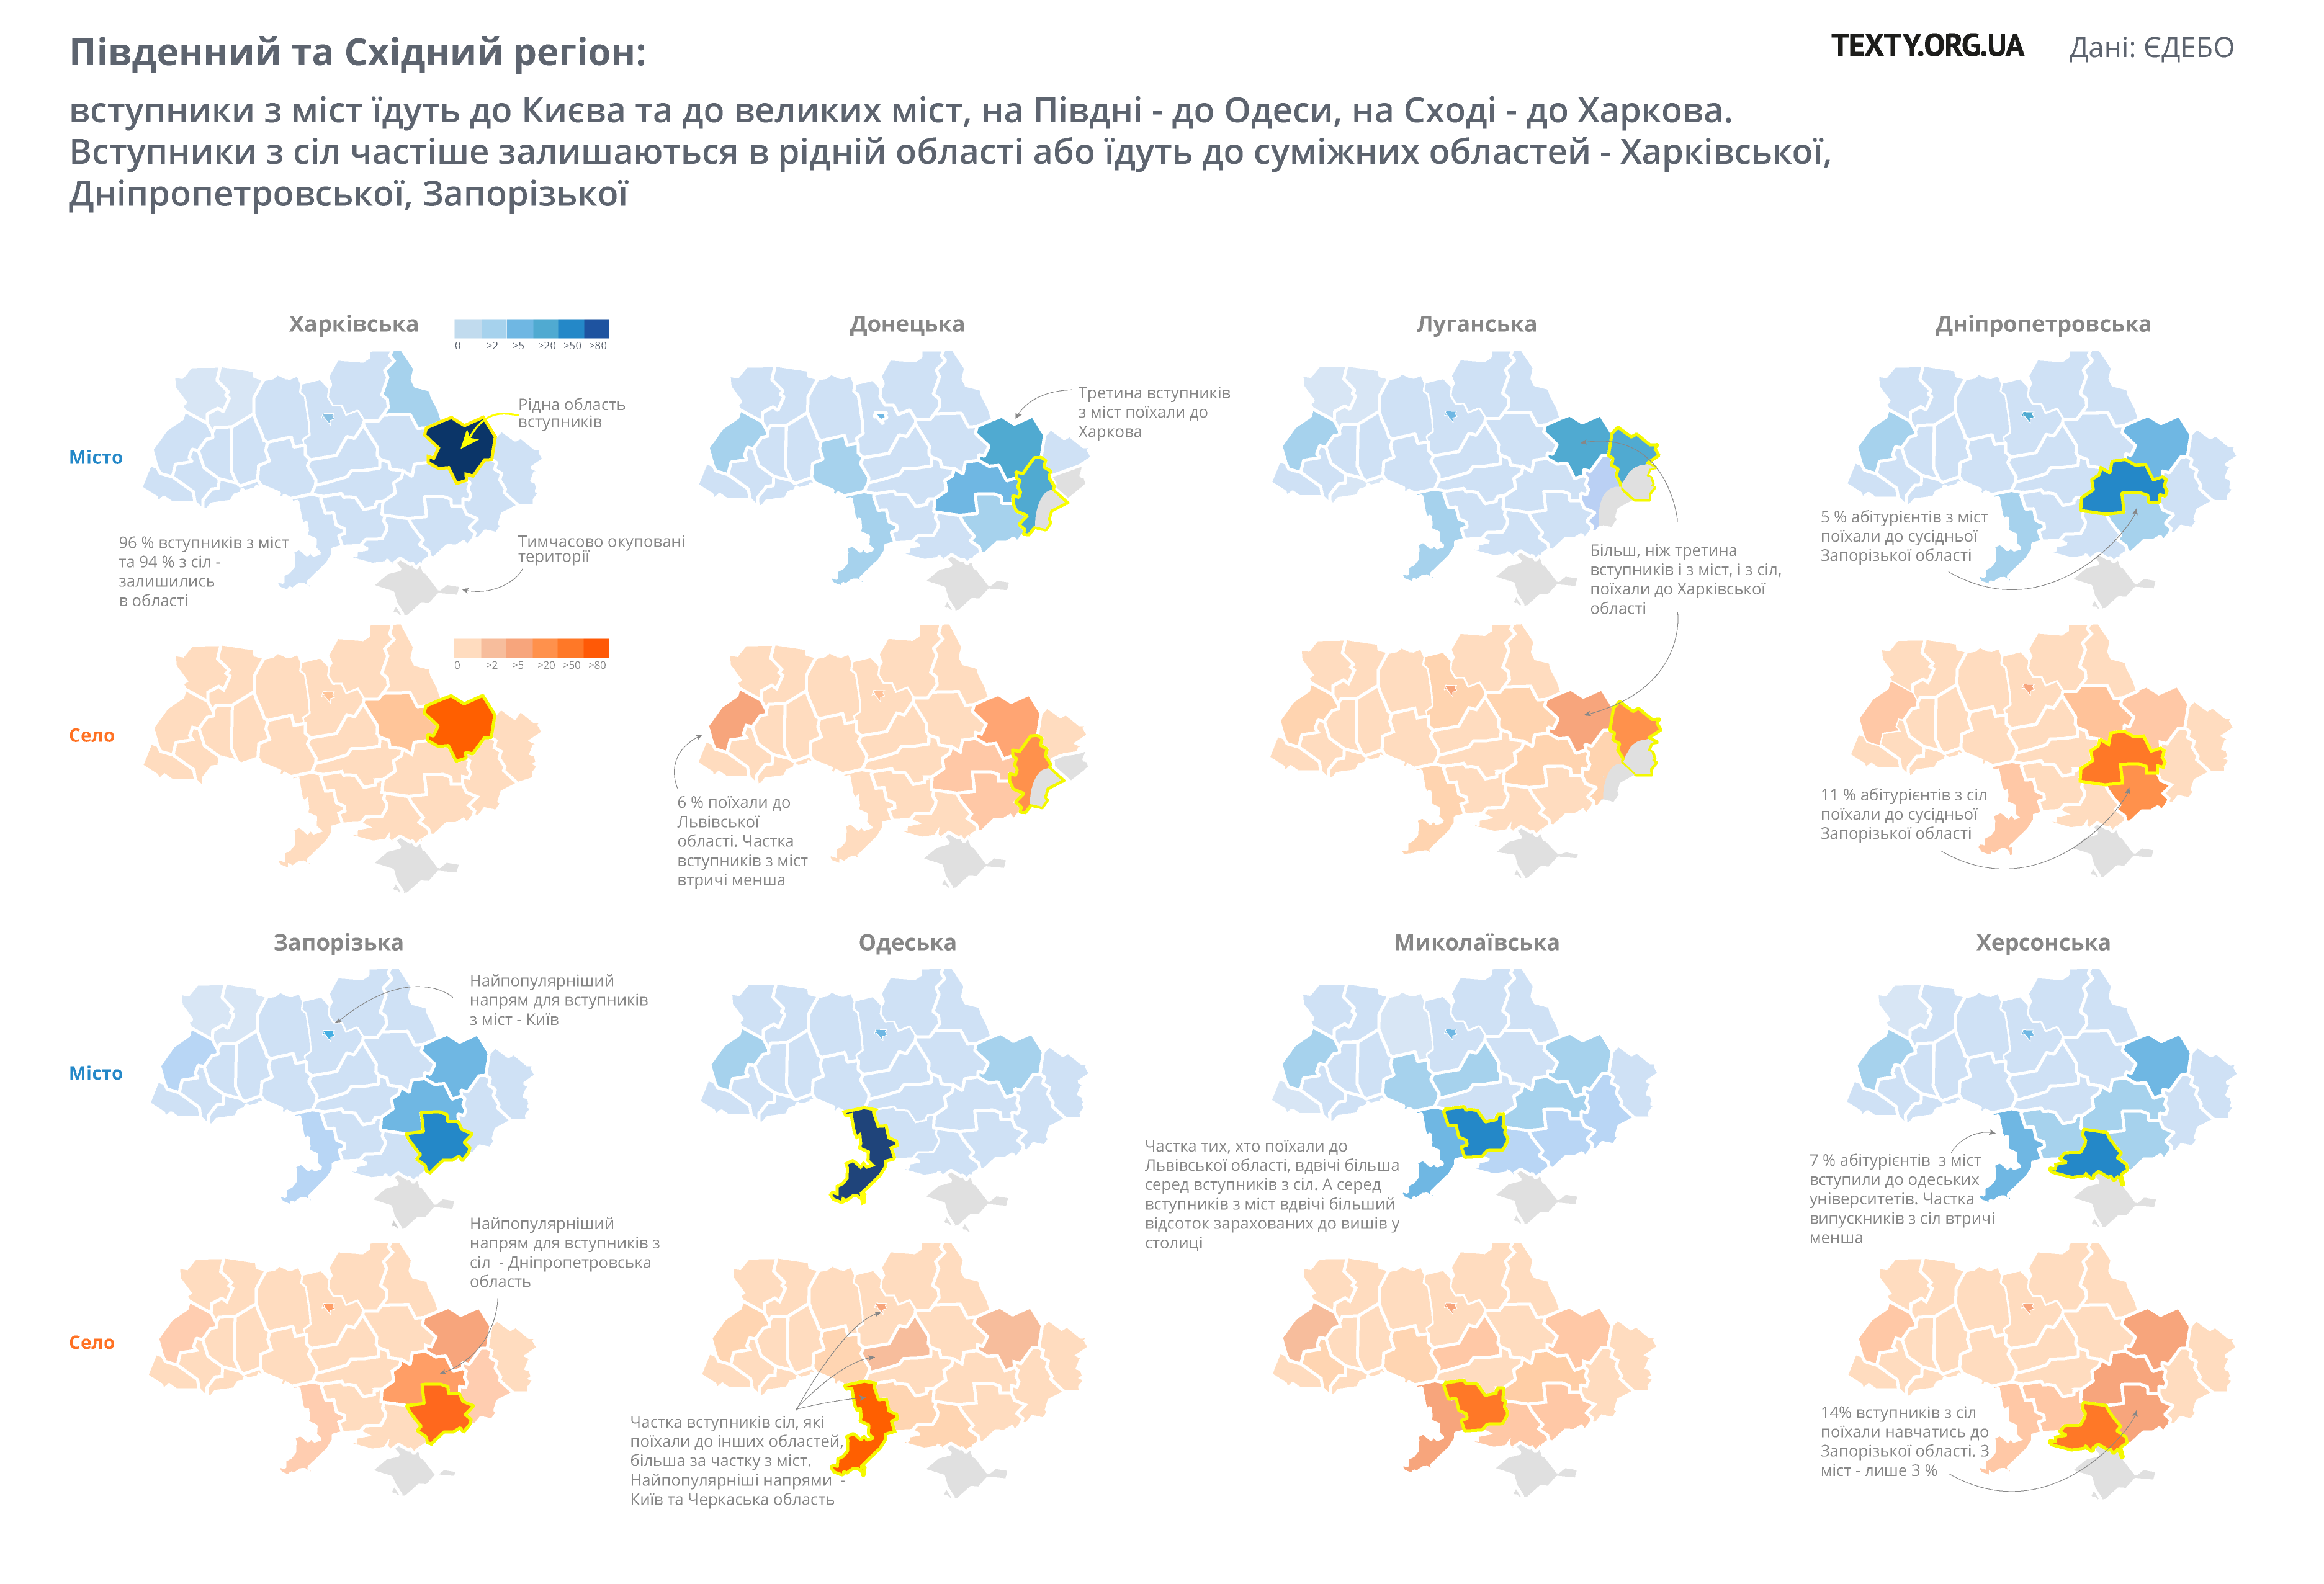 Південний та Східний регіон:
TEXTY.ORG.UA
Дані: ЄДЕБО
вступники з міст їдуть до Києва та до великих міст, на Півдні - до Одеси, на Сході - до Харкова.
Вступники з сіл частіше залишаються в рідній області або їдуть до суміжних областей - Харківської,
Дніпропетровської, Запорізької
Харківська
0 >2 >5 >20 >50 >80
Донецька
Луганська
Дніпропетровська
Місто
Рідна область
вступників
96 % вступників з міст
та 94 % з сіл -
залишились
в області
Тимчасово окуповані
території
Третина вступників
з міст поїхали до
Харкова
Більш, ніж третина
вступників і з міст, і з сіл,
поїхали до Харківської
області
5 % абітурієнтів з міст
поїхали до сусідньої
Запорізької області
Село
0 >2 >5 >20 >50 >80
6 % поїхали до
Львівської
області. Частка
вступників з міст
втричі менша
11 % абітурієнтів з сіл
поїхали до сусідньої
Запорізької області
Запорізька
Одеська
Миколаївська
Херсонська
Місто
Найпопулярніший
напрям для вступників
з міст - Київ
Частка тих, хто поїхали до
Львівської області, вдвічі більша
серед вступників з сіл. А серед
вступників з міст вдвічі більший
відсоток зарахованих до вишів у
столиці
7 % абітурієнтів  з міст
вступили до одеських
університетів. Частка
випускників з сіл втричі
менша
Село
Найпопулярніший
напрям для вступників з
сіл  - Дніпропетровська
область
Частка вступників сіл, які
поїхали до інших областей,
більша за частку з міст.
Найпопулярніші напрями  -
Київ та Черкаська область
14% вступників з сіл
поїхали навчатись до
Запорізької області. З
міст - лише 3 %